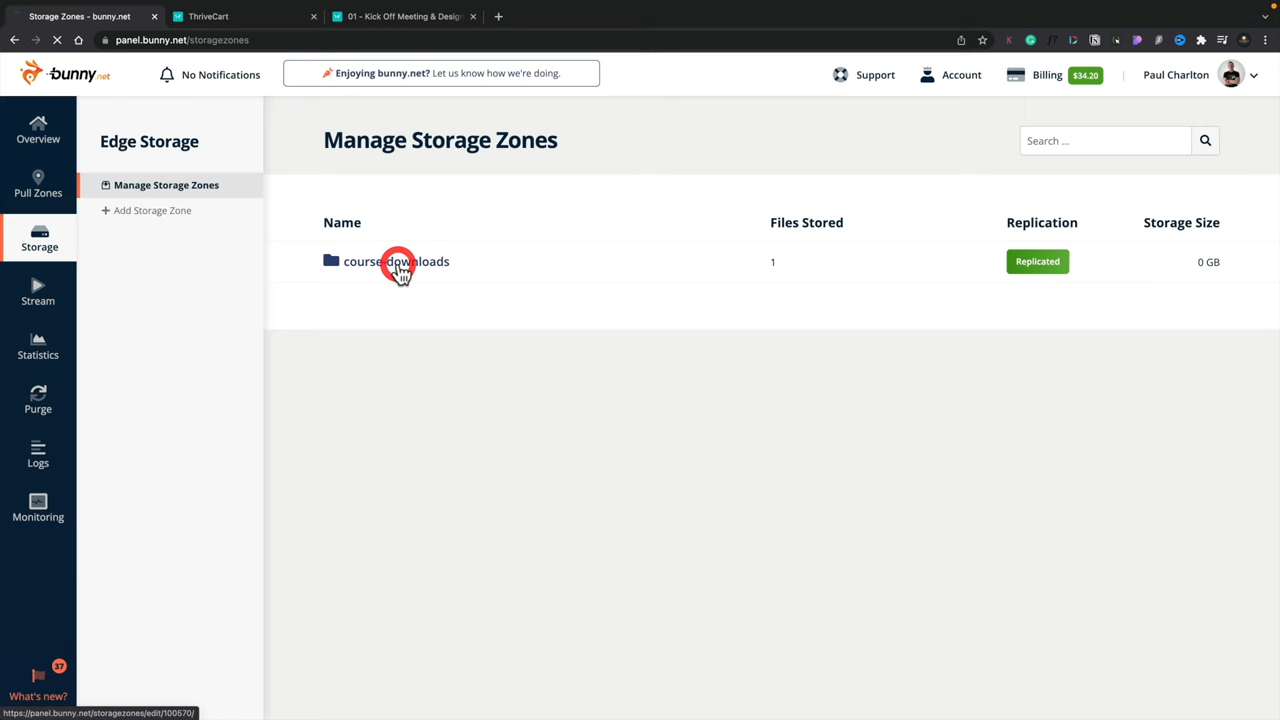 Storage Zones - bunny.net
ThriveCart
01 - Kick Off Meeting & Design
panel.bunny.net/storagezones
bunny.net
No Notifications
Enjoying bunny.net? Let us know how we're doing.
Support
Account
Billing
$34.20
Paul Charlton
Overview
Pull Zones
Storage
Stream
Statistics
Purge
Logs
Monitoring
37
What's new?
Edge Storage
Manage Storage Zones
+ Add Storage Zone
Manage Storage Zones
Search ...
Name
Files Stored
Replication
Storage Size
course-downloads
1
Replicated
0 GB
https://panel.bunny.net/storagezones/edit/100570/